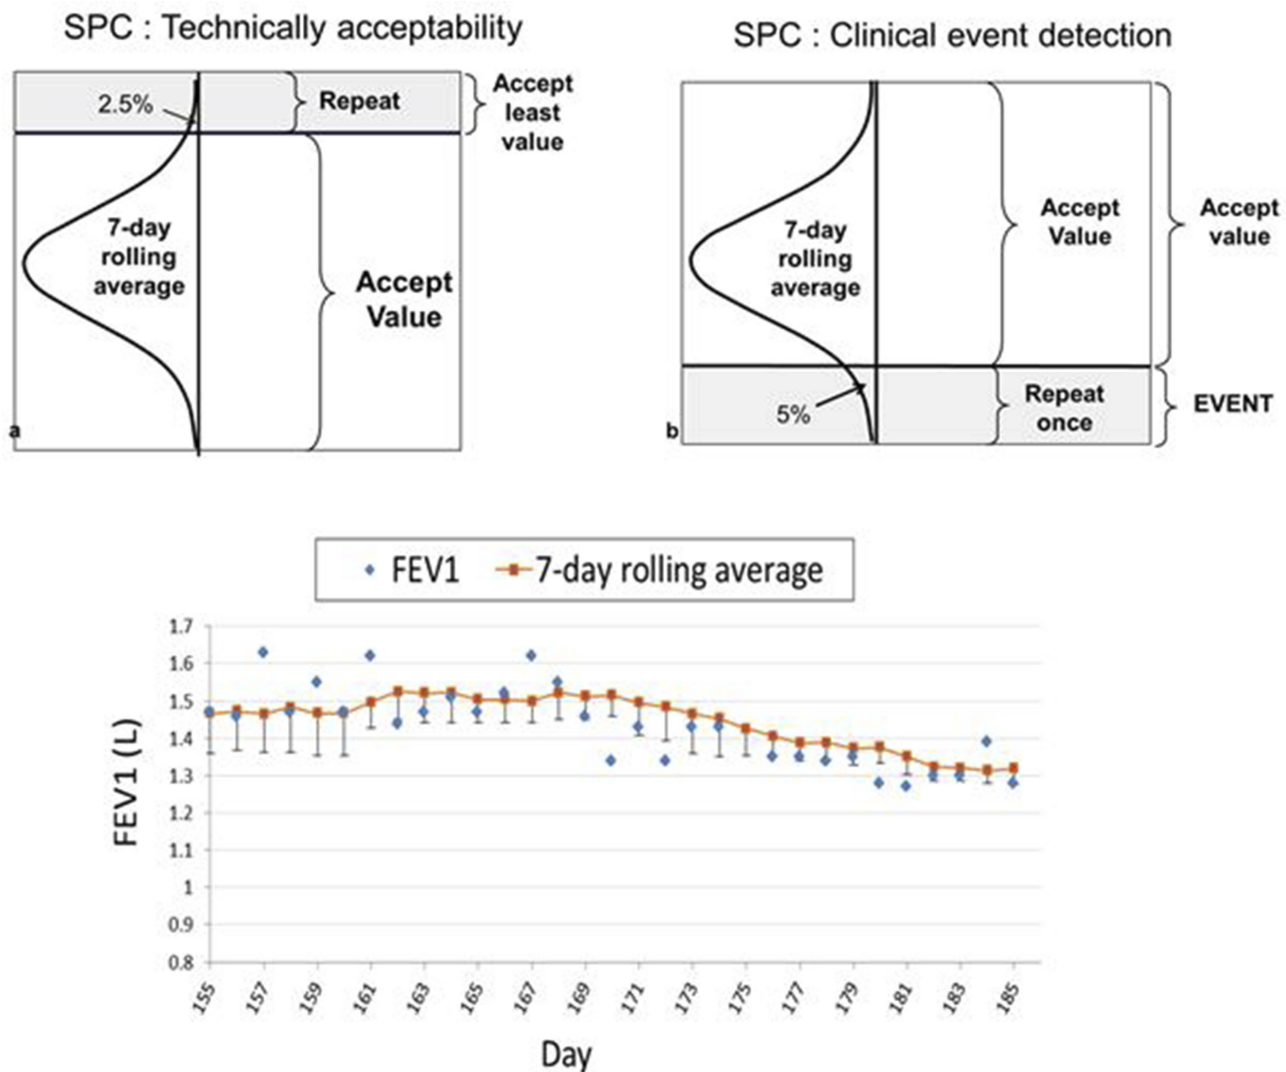 SPC : Technically acceptability
SPC : Clinical event detection
2.5%
Repeat
Accept
least
value
7-day
rolling
average
Accept
Value
a
7-day
rolling
average
Accept
Value
Accept
value
5%
Repeat
once
EVENT
b
FEV1
7-day rolling average
FEV1 (L)
1.7
1.6
1.5
1.4
1.3
1.2
1.1
1
0.9
0.8
155
157
159
161
163
165
167
169
171
173
175
177
179
181
183
185
Day